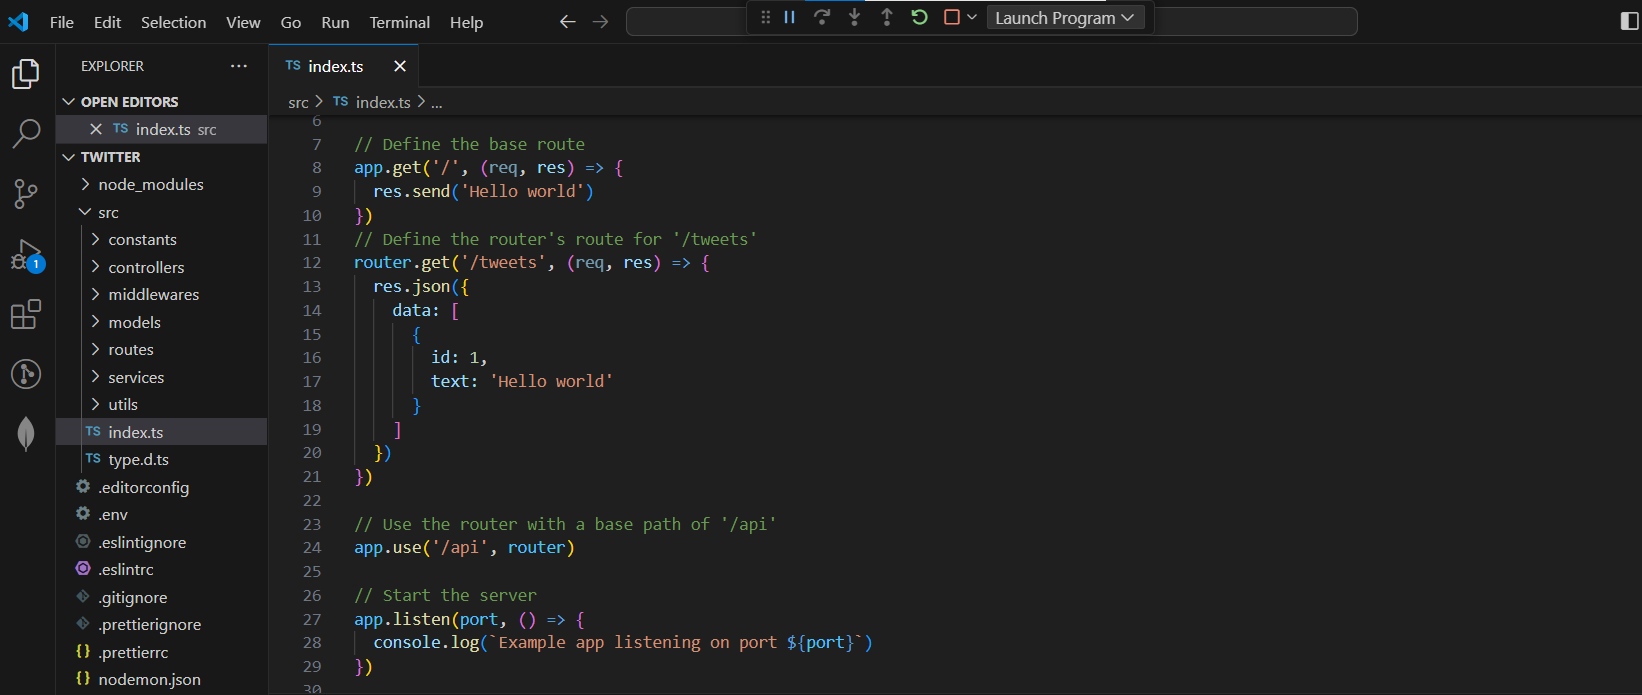 File Edit Selection View Go Run Terminal Help
Launch Program
EXPLORER
OPEN EDITORS
TS index.ts src
TWITTER
node_modules
src
constants
controllers
middlewares
models
routes
services
utils
TS index.ts
TS type.d.ts
.editorconfig
.env
.eslintignore
.eslintrc
.gitignore
.prettierignore
{} .prettierrc
{} nodemon.json
1
TS index.ts
src > TS index.ts > ...
6
7 // Define the base route
8 app.get('/', (req, res) => {
9 res.send('Hello world')
10 })
11 // Define the router's route for '/tweets'
12 router.get('/tweets', (req, res) => {
13 res.json({
14 data: [
15 {
16 id: 1,
17 text: 'Hello world'
18 }
19 ]
20 })
21 })
22
23 // Use the router with a base path of '/api'
24 app.use('/api', router)
25
26 // Start the server
27 app.listen(port, () => {
28 console.log(`Example app listening on port ${port}`)
29 })
30